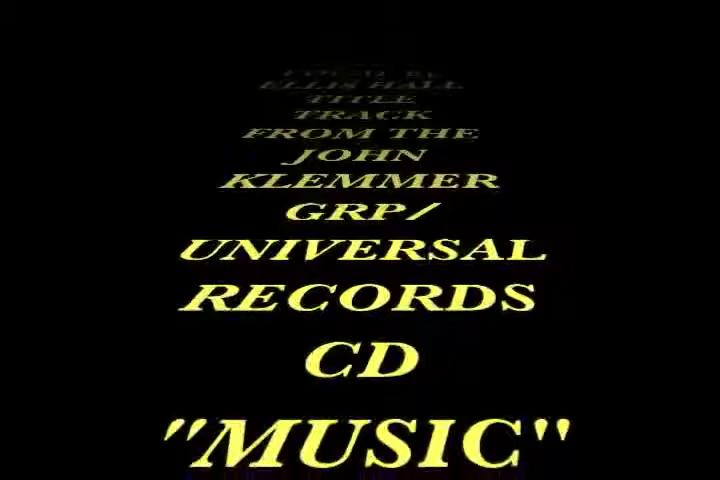 ELLIS HALL
TITLE
TRACK
FROM THE
JOHN
KLEMMER
GRP/
UNIVERSAL
RECORDS
CD
"MUSIC"